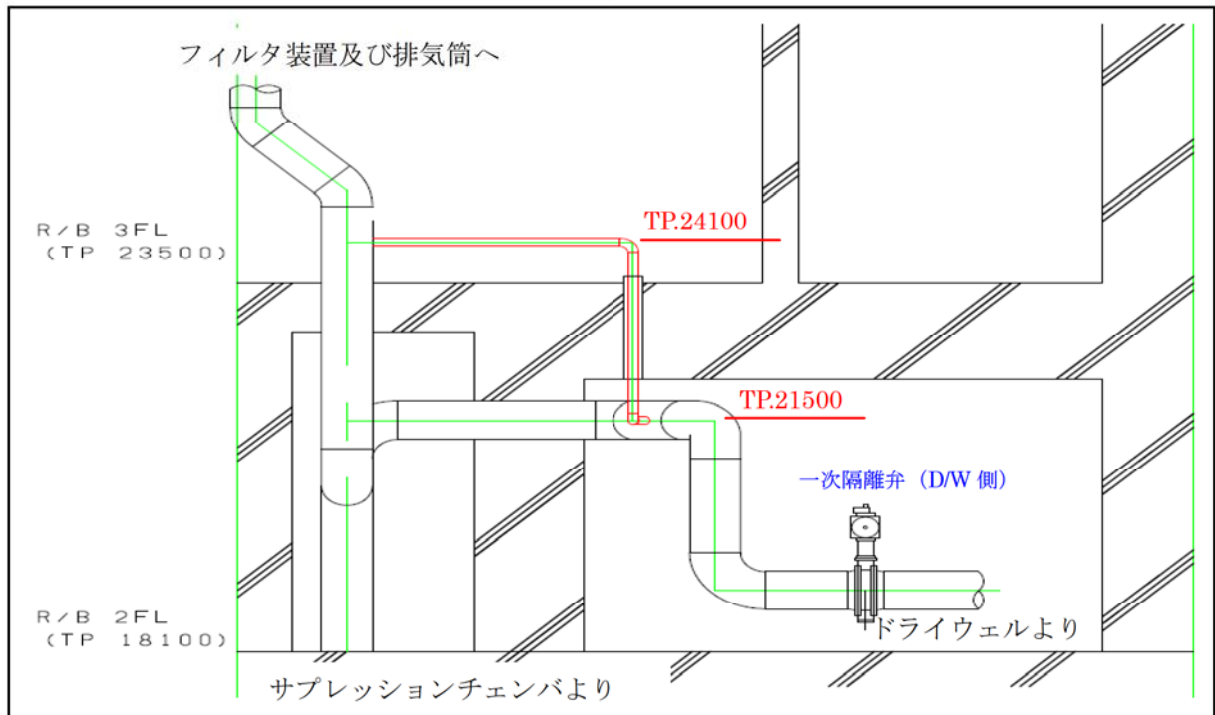 フィルタ装置及び排気筒へ
R/B 3FL
(TP 23500)
TP.24100
TP.21500
一次隔離弁（D/W 側）
R/B 2FL
(TP 18100)
ドライウェルより
サプレッションチェンバより